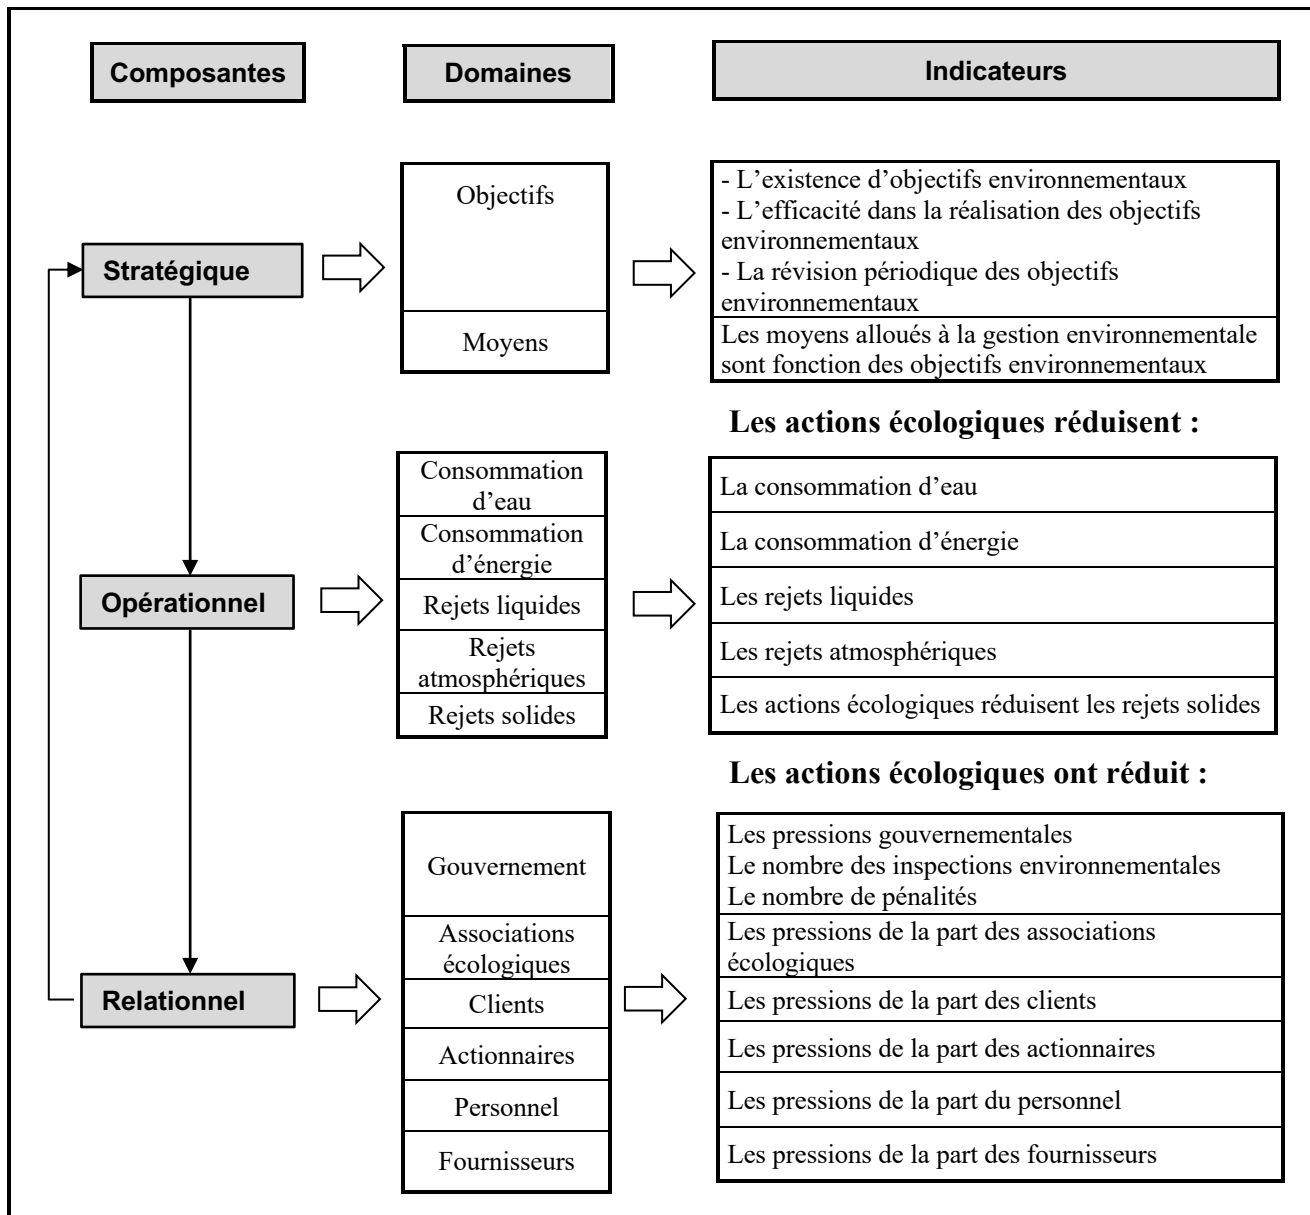 Composantes
Domaines
Indicateurs
Stratégique
Objectifs
Moyens
- L’existence d’objectifs environnementaux
- L’efficacité dans la réalisation des objectifs
environnementaux
- La révision périodique des objectifs
environnementaux
Les moyens alloués à la gestion environnementale
sont fonction des objectifs environnementaux
Les actions écologiques réduisent :
Opérationnel
Consommation
d’eau
Consommation
d’énergie
Rejets liquides
Rejets
atmosphériques
Rejets solides
La consommation d’eau
La consommation d’énergie
Les rejets liquides
Les rejets atmosphériques
Les actions écologiques réduisent les rejets solides
Les actions écologiques ont réduit :
Relationnel
Gouvernement
Associations
écologiques
Clients
Actionnaires
Personnel
Fournisseurs
Les pressions gouvernementales
Le nombre des inspections environnementales
Le nombre de pénalités
Les pressions de la part des associations
écologiques
Les pressions de la part des clients
Les pressions de la part des actionnaires
Les pressions de la part du personnel
Les pressions de la part des fournisseurs